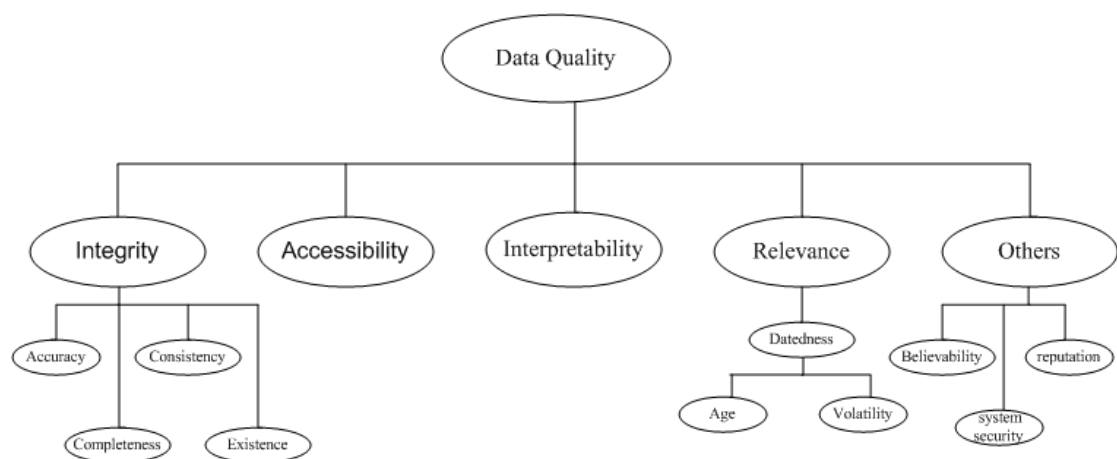 Data Quality
Integrity
Accessibility
Interpretability
Relevance
Others
Accuracy
Consistency
Datedness
Believability
reputation
Completeness
Existence
Age
Volatility
system
security